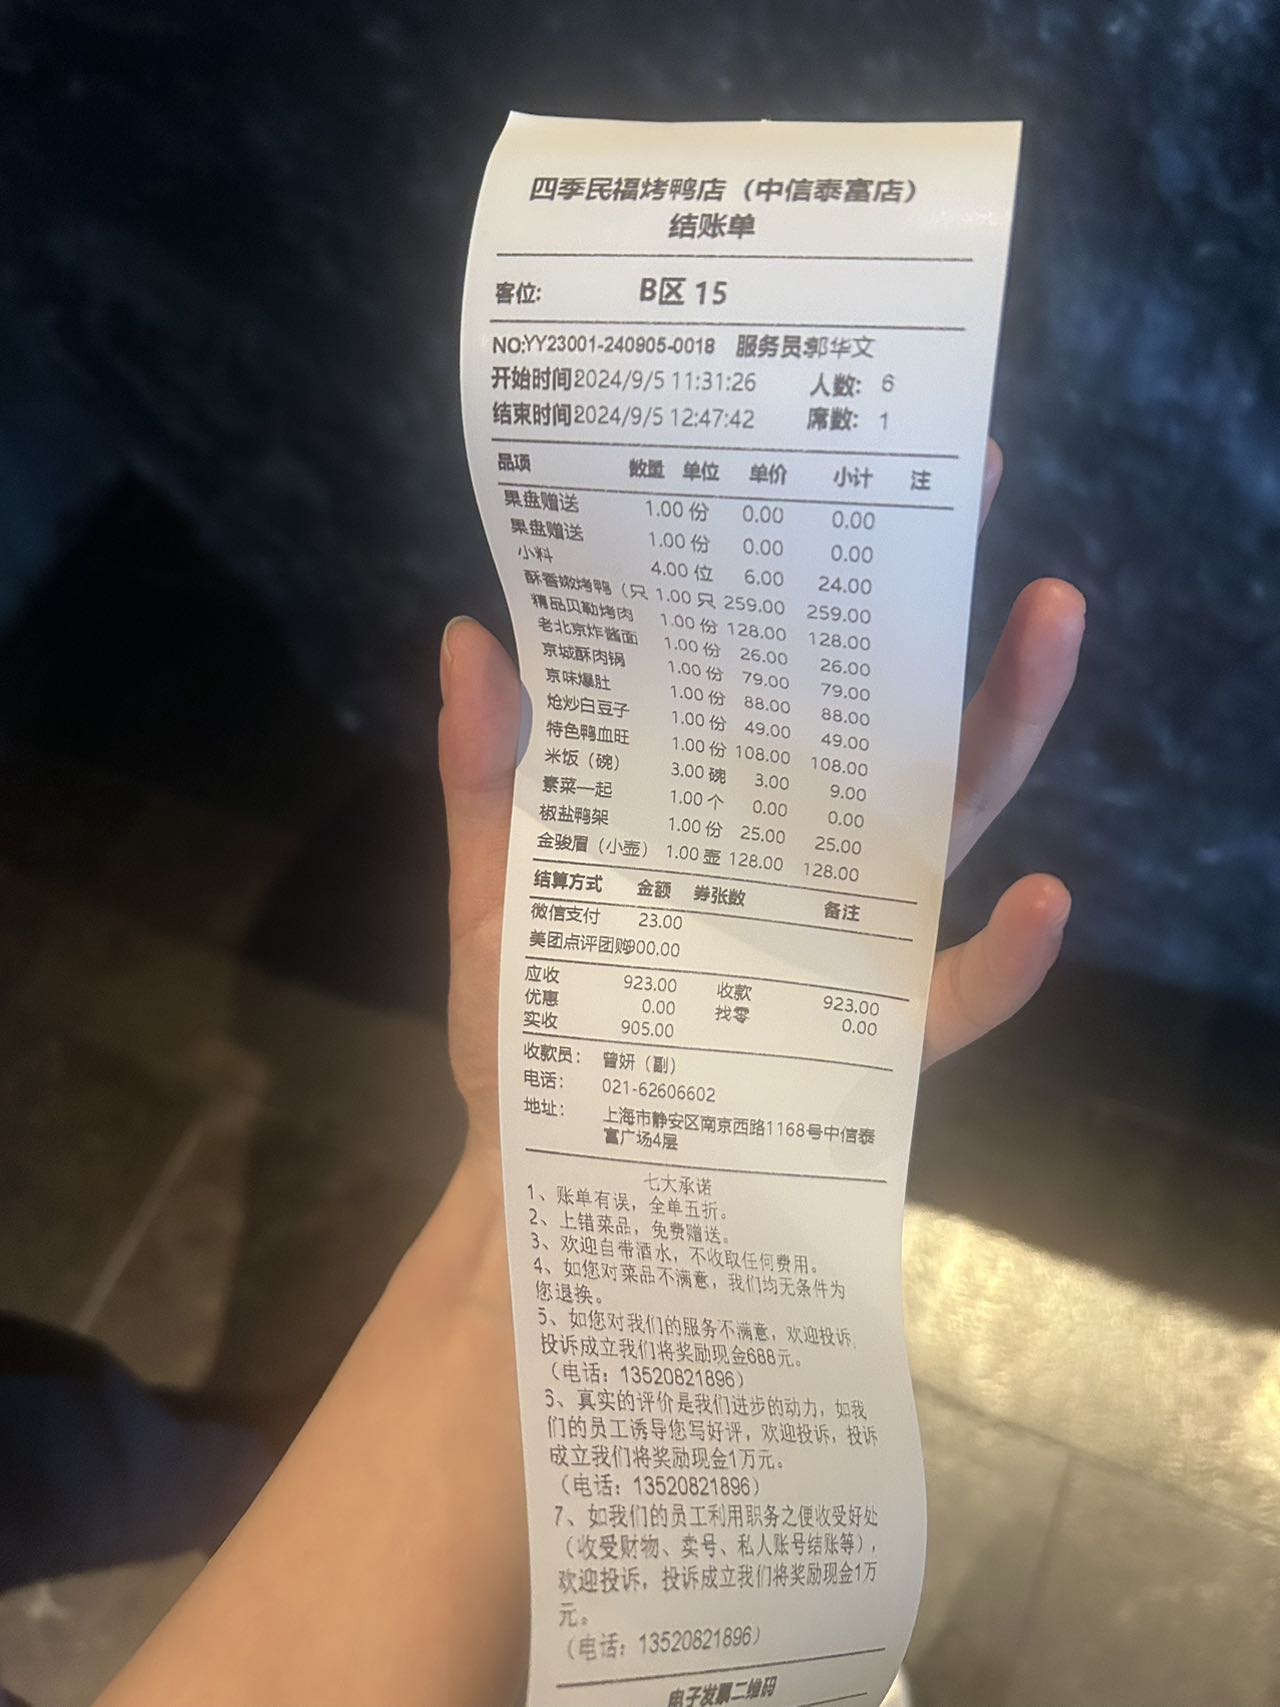 四季民福烤鸭店（中信泰富店）
结账单
客位: B区 15
NO:YY23001-240905-0018 服务员:郭华文
开始时间2024/9/5 11:31:26 人数: 6
结束时间2024/9/5 12:47:42 席数: 1
品项 数量 单位 单价 小计 注
果盘赠送 1.00 份 0.00 0.00
果盘赠送 1.00 份 0.00 0.00
小料 4.00 位 6.00 24.00
酥香嫩烤鸭（只 1.00 只 259.00 259.00
精品贝勒烤肉 1.00 份 128.00 128.00
老北京炸酱面 1.00 份 26.00 26.00
京城酥肉锅 1.00 份 79.00 79.00
京味爆肚 1.00 份 88.00 88.00
炝炒白豆子 1.00 份 49.00 49.00
特色鸭血旺 1.00 份 108.00 108.00
米饭（碗） 3.00 碗 3.00 9.00
素菜一起 1.00 个 0.00 0.00
椒盐鸭架 1.00 份 25.00 25.00
金骏眉（小壶） 1.00 壶 128.00 128.00
结算方式 金额 券张数 备注
微信支付 23.00
美团点评团购900.00
应收 923.00 收款 923.00
优惠 0.00 找零 0.00
实收 905.00
收款员: 曾妍（副）
电话: 021-62606602
地址: 上海市静安区南京西路1168号中信泰
富广场4层
七大承诺
1、账单有误，全单五折。
2、上错菜品，免费赠送。
3、欢迎自带酒水，不收取任何费用。
4、如您对菜品不满意，我们均无条件为
您退换。
5、如您对我们的服务不满意，欢迎投诉，
投诉成立我们将奖励现金688元。
（电话：13520821896）
6、真实的评价是我们进步的动力，如我
们的员工诱导您写好评，欢迎投诉，投诉
成立我们将奖励现金1万元。
（电话：13520821896）
7、如我们的员工利用职务之便收受好处
（收受财物、卖号、私人账号结账等），
欢迎投诉，投诉成立我们将奖励现金1万
元。
（电话：13520821896）
电子发票二维码